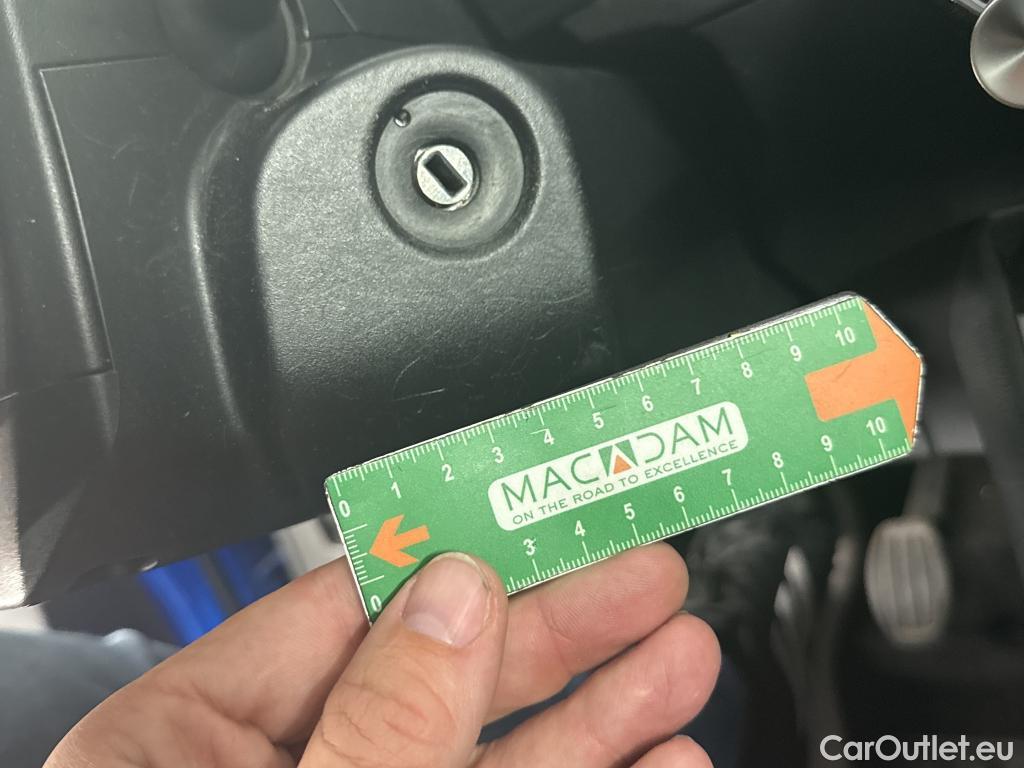 0 1 2 3 4 5 6 7 8 9 10
MACADAM
ON THE ROAD TO EXCELLENCE
0 3 4 5 6 7 8 9 10
CarOutlet.eu